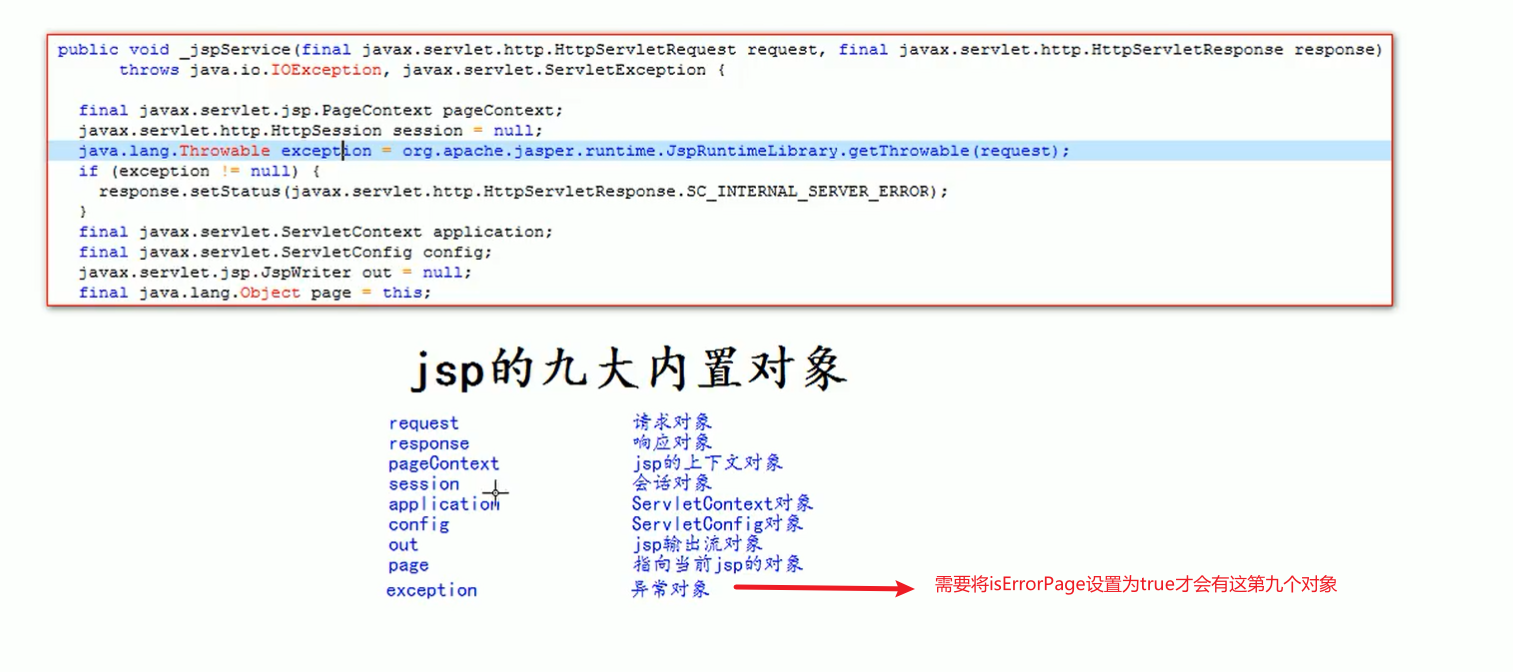 public void _jspService(final javax.servlet.http.HttpServletRequest request, final javax.servlet.http.HttpServletResponse response)
throws java.io.IOException, javax.servlet.ServletException {
final javax.servlet.jsp.PageContext pageContext;
javax.servlet.http.HttpSession session = null;
java.lang.Throwable exception = org.apache.jasper.runtime.JspRuntimeLibrary.getThrowable(request);
if (exception != null) {
response.setStatus(javax.servlet.http.HttpServletResponse.SC_INTERNAL_SERVER_ERROR);
}
final javax.servlet.ServletContext application;
final javax.servlet.ServletConfig config;
javax.servlet.jsp.JspWriter out = null;
final java.lang.Object page = this;
jsp的九大内置对象
request 请求对象
response 响应对象
pageContext jsp的上下文对象
session 会话对象
application ServletContext对象
config ServletConfig对象
out jsp输出流对象
page 指向当前jsp的对象
exception 异常对象 需要将isErrorPage设置为true才会有这第九个对象